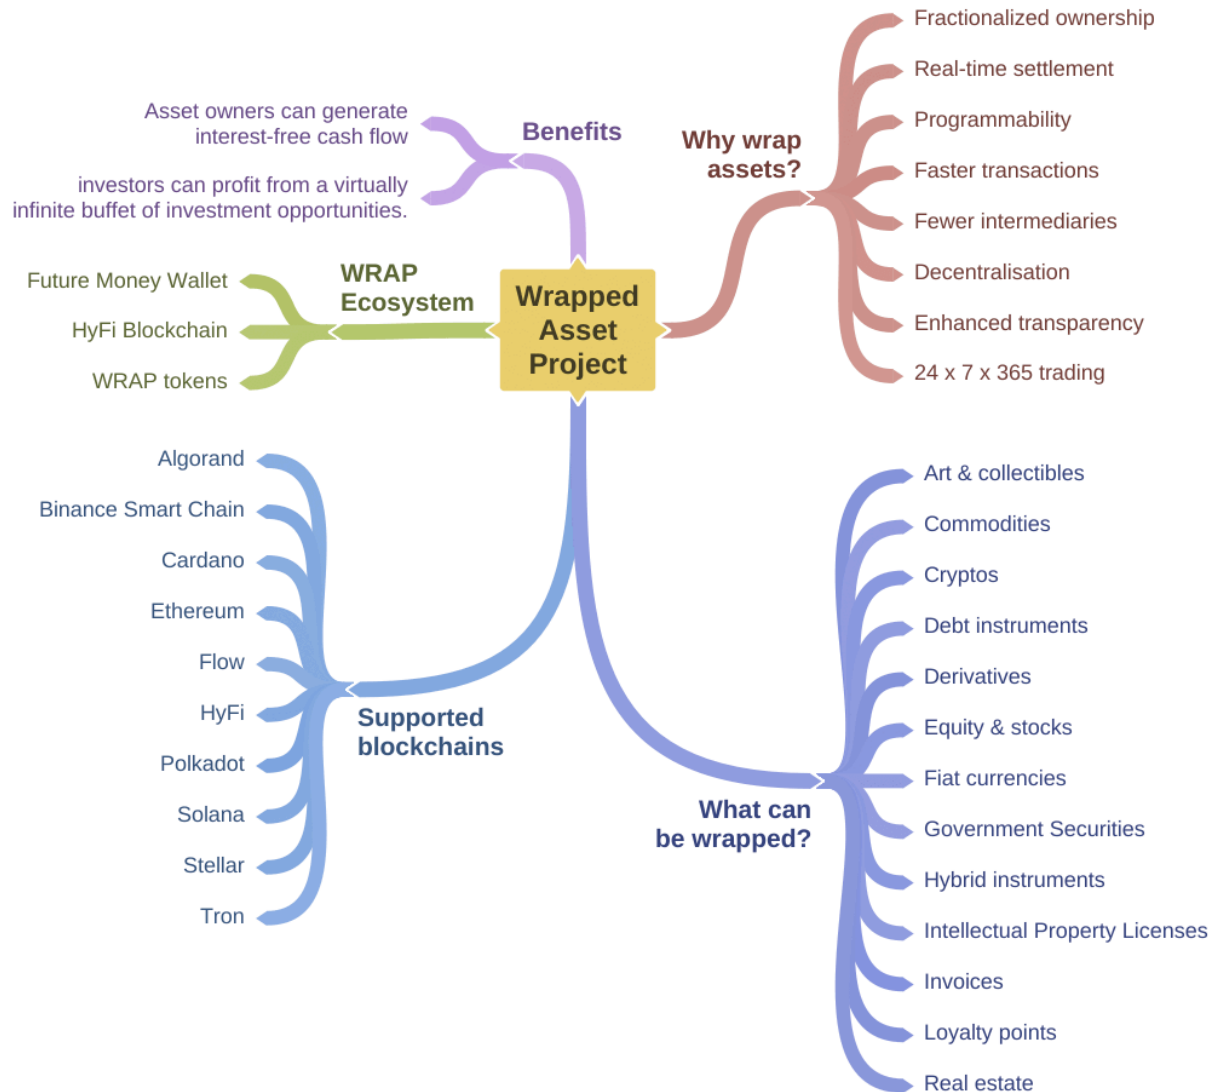 Wrapped
Asset
Project
Benefits
Asset owners can generate
interest-free cash flow
investors can profit from a virtually
infinite buffet of investment opportunities.
WRAP
Ecosystem
Future Money Wallet
HyFi Blockchain
WRAP tokens
Supported
blockchains
Algorand
Binance Smart Chain
Cardano
Ethereum
Flow
HyFi
Polkadot
Solana
Stellar
Tron
Why wrap
assets?
Fractionalized ownership
Real-time settlement
Programmability
Faster transactions
Fewer intermediaries
Decentralisation
Enhanced transparency
24 x 7 x 365 trading
What can
be wrapped?
Art & collectibles
Commodities
Cryptos
Debt instruments
Derivatives
Equity & stocks
Fiat currencies
Government Securities
Hybrid instruments
Intellectual Property Licenses
Invoices
Loyalty points
Real estate